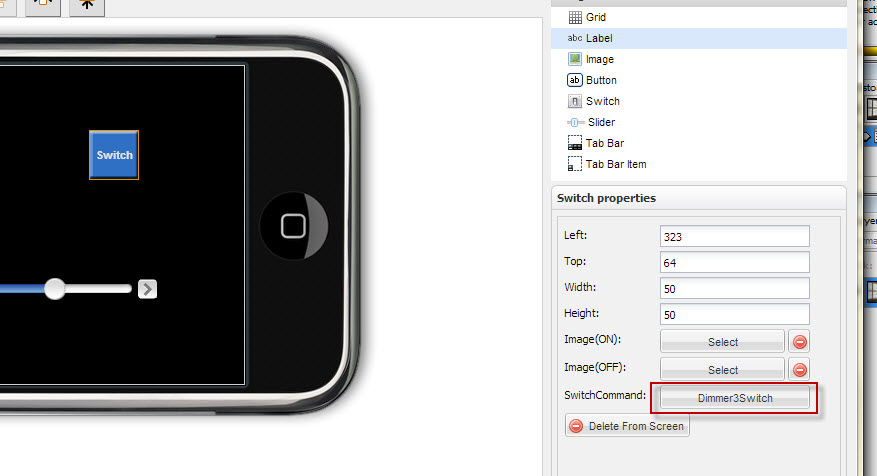 Grid
abc Label
Image
ab Button
Switch
Slider
Tab Bar
Tab Bar Item
Switch
Switch properties
Left: 323
Top: 64
Width: 50
Height: 50
Image(ON): Select
Image(OFF): Select
SwitchCommand: Dimmer3Switch
Delete From Screen